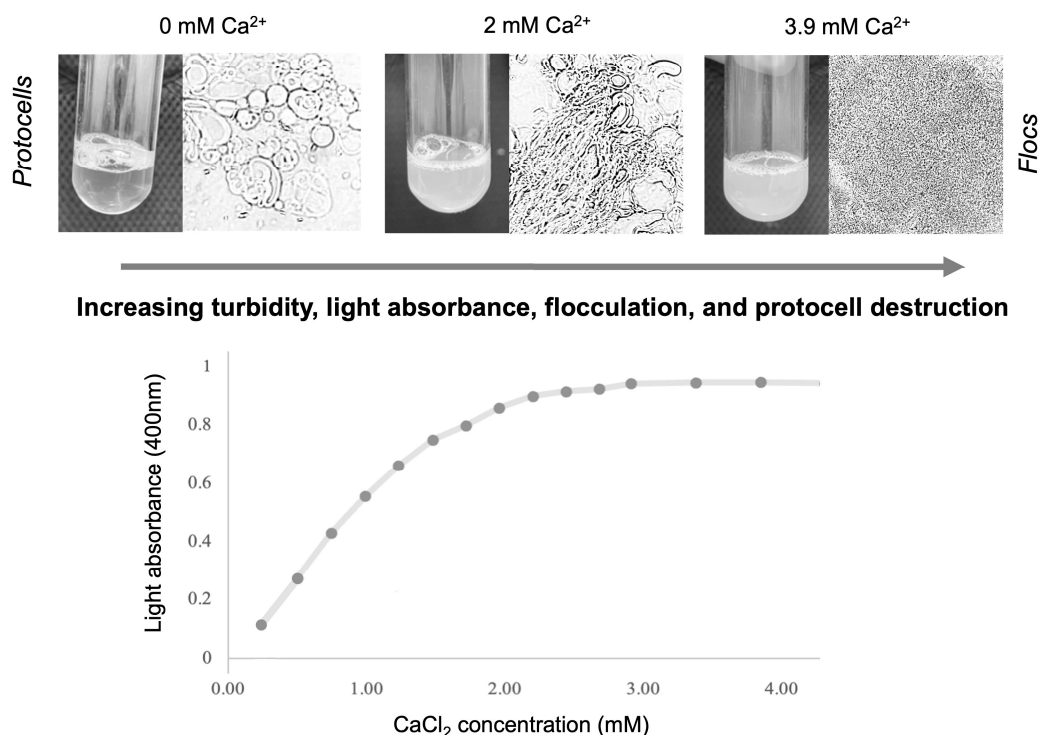 0 mM Ca²⁺
2 mM Ca²⁺
3.9 mM Ca²⁺
Protocells
Flocs
Increasing turbidity, light absorbance, flocculation, and protocell destruction
Light absorbance (400nm)
1
0.8
0.6
0.4
0.2
0
0.00 1.00 2.00 3.00 4.00
CaCl₂ concentration (mM)